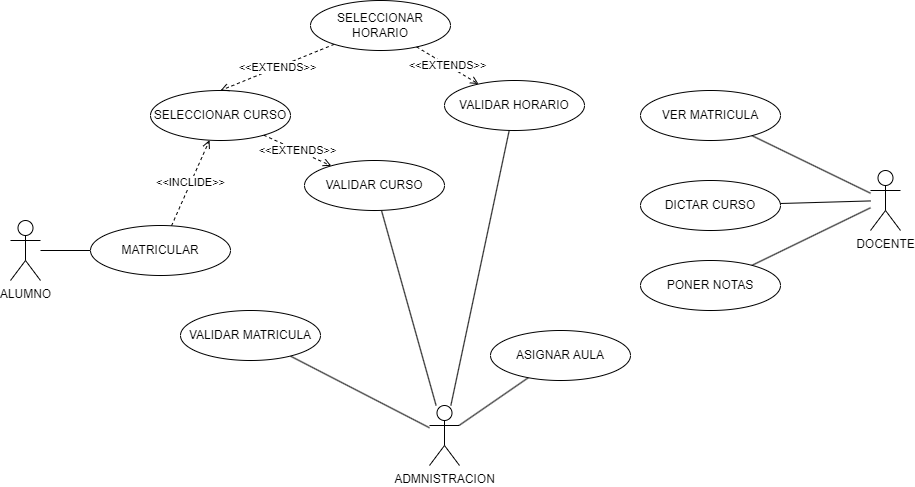 SELECCIONAR
HORARIO
<<EXTENDS>>
<<EXTENDS>>
SELECCIONAR CURSO
VALIDAR HORARIO
VER MATRICULA
<<EXTENDS>>
<<INCLIDE>>
VALIDAR CURSO
DICTAR CURSO
DOCENTE
MATRICULAR
ALUMNO
PONER NOTAS
VALIDAR MATRICULA
ASIGNAR AULA
ADMNISTRACION